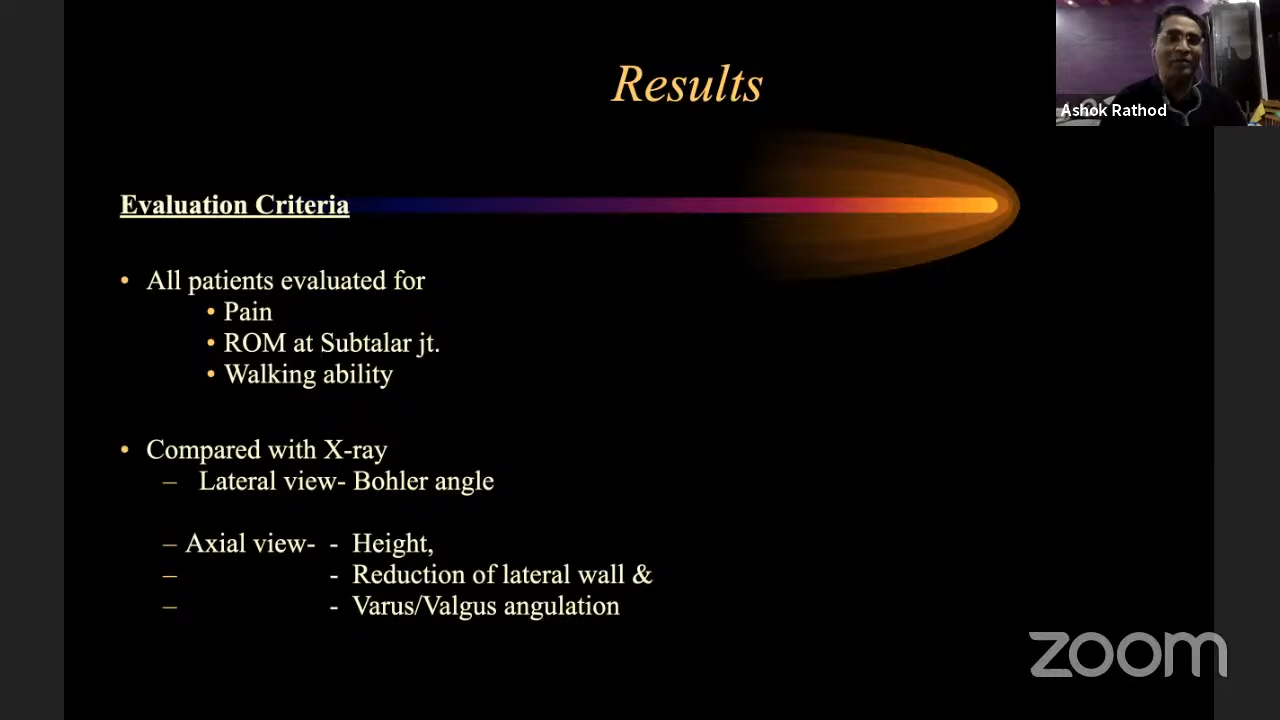 Results
Ashok Rathod
Evaluation Criteria
• All patients evaluated for
• Pain
• ROM at Subtalar jt.
• Walking ability
• Compared with X-ray
– Lateral view- Bohler angle
– Axial view- - Height,
– - Reduction of lateral wall &
– - Varus/Valgus angulation
zoom